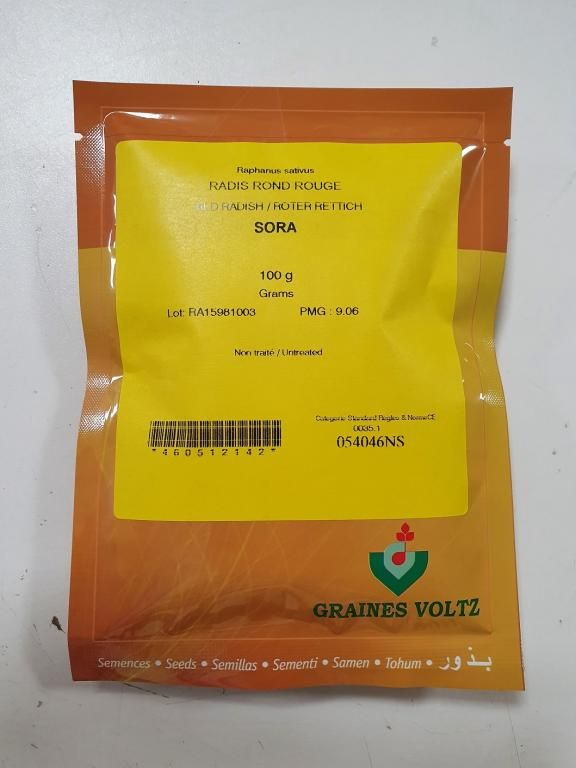 Raphanus sativus
RADIS ROND ROUGE
RED RADISH / ROTER RETTICH
SORA
100 g
Grams
Lot: RA15981003 PMG : 9.06
Non traité / Untreated
Categorie Standard Règles & NormeCE
0035.1
054046NS
*460512142*
GRAINES VOLTZ
Semences • Seeds • Semillas • Sementi • Samen • Tohum • بذور